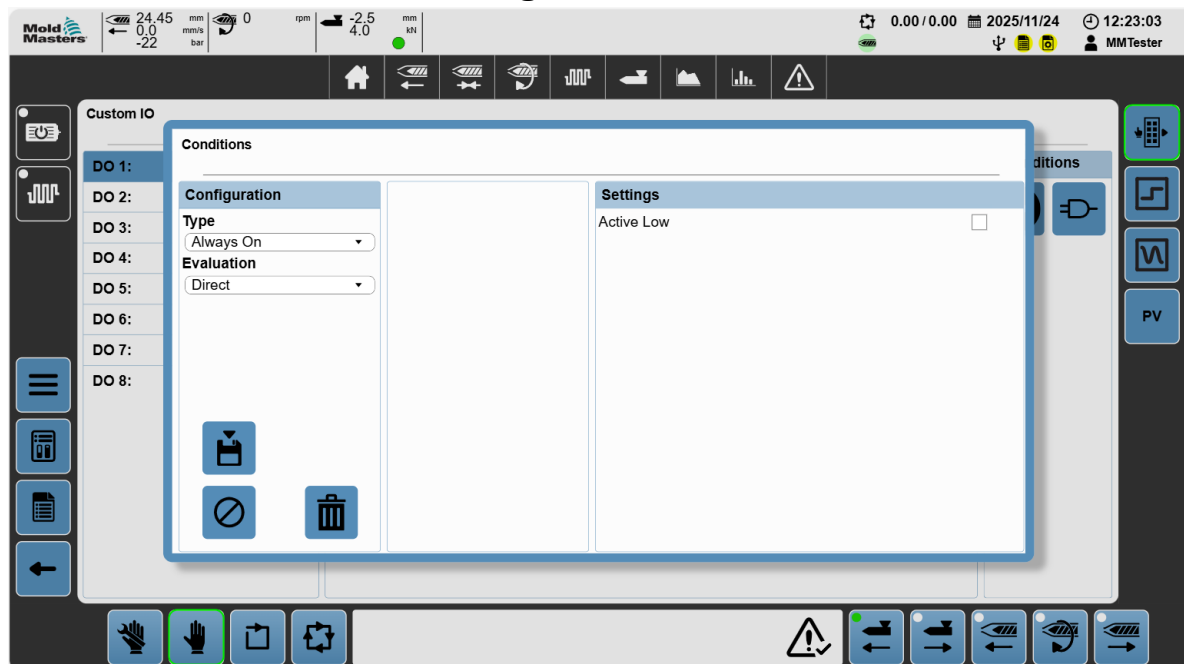 Mold
Masters
24.45 mm
0.0 mm/s
-22 bar
0 rpm
-2.5 mm
4.0 kN
0.00 / 0.00
2025/11/24
12:23:03
MMTester
Custom IO
Conditions
ditions
DO 1:
DO 2:
DO 3:
DO 4:
DO 5:
DO 6:
DO 7:
DO 8:
Configuration
Type
Always On
Evaluation
Direct
Settings
Active Low
PV